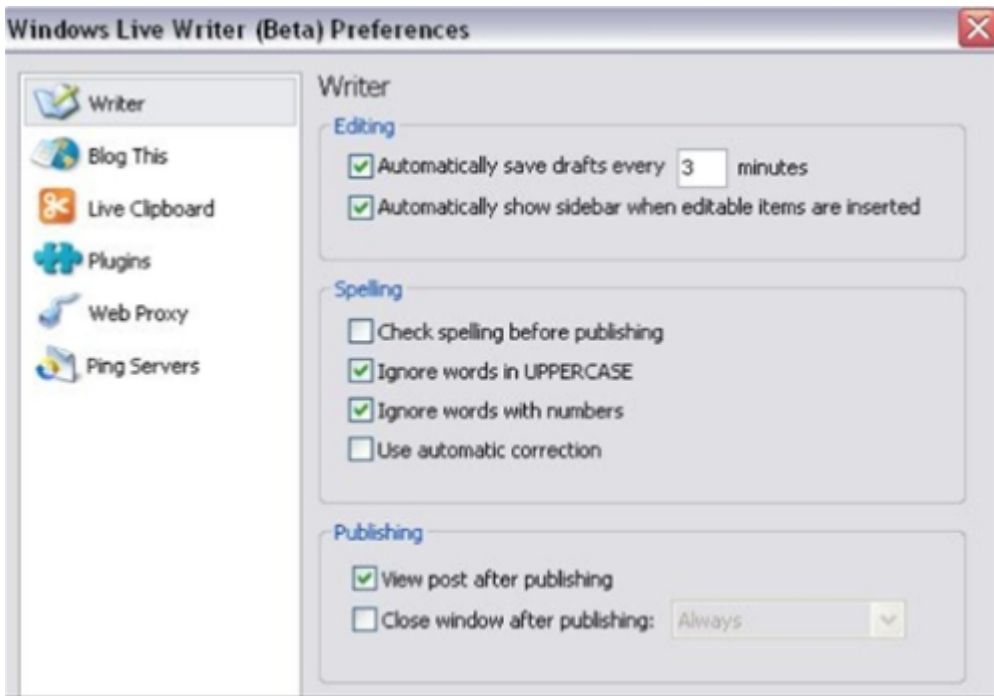 Windows Live Writer (Beta) Preferences
Writer
Blog This
Live Clipboard
Plugins
Web Proxy
Ping Servers
Writer
Editing
Automatically save drafts every 3 minutes
Automatically show sidebar when editable items are inserted
Spelling
Check spelling before publishing
Ignore words in UPPERCASE
Ignore words with numbers
Use automatic correction
Publishing
View post after publishing
Close window after publishing: Always